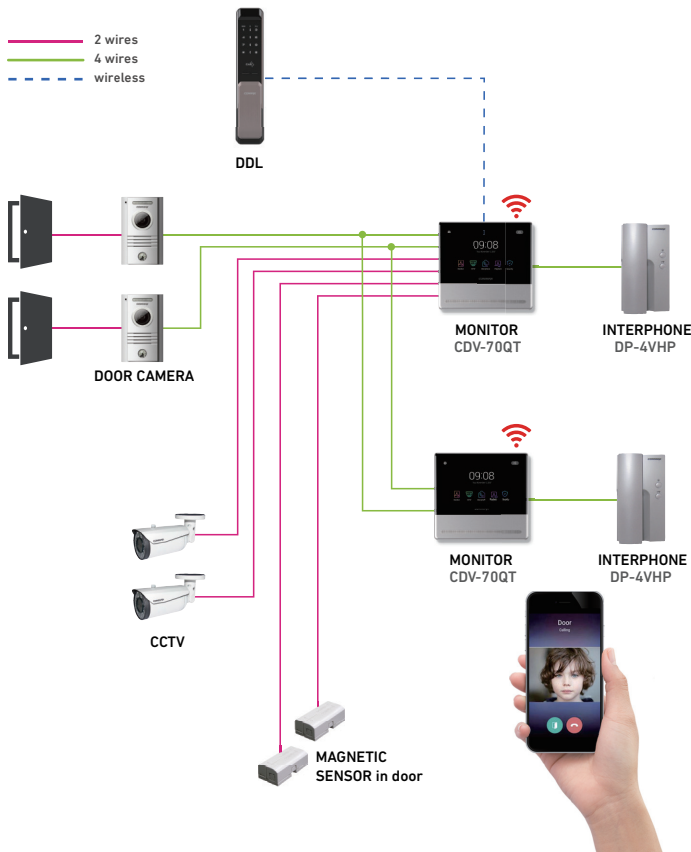 2 wires
4 wires
wireless
DDL
09:08
MONITOR
CDV-70QT
INTERPHONE
DP-4VHP
DOOR CAMERA
09:08
MONITOR
CDV-70QT
INTERPHONE
DP-4VHP
CCTV
Door
Calling
MAGNETIC
SENSOR in door